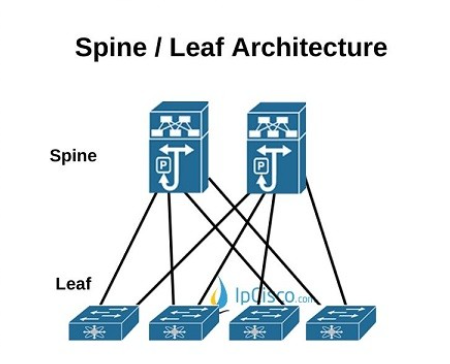 Spine / Leaf Architecture
Spine
P
P
Leaf
IpCisco.com